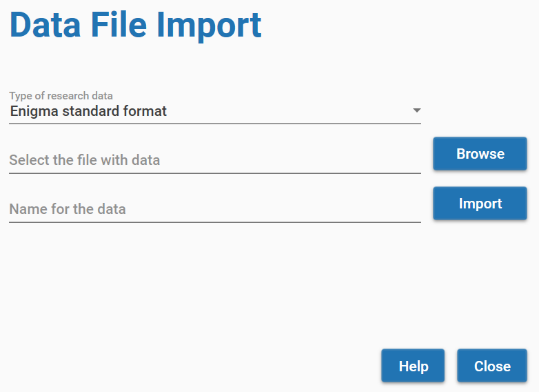 Data File Import
Type of research data
Enigma standard format
Select the file with data
Browse
Name for the data
Import
Help
Close